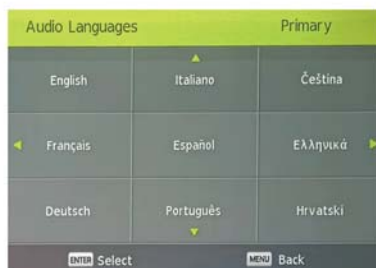 Audio Languages Primary
English Italiano Čeština
Français Español Ελληνικά
Deutsch Português Hrvatski
ENTER Select MENU Back